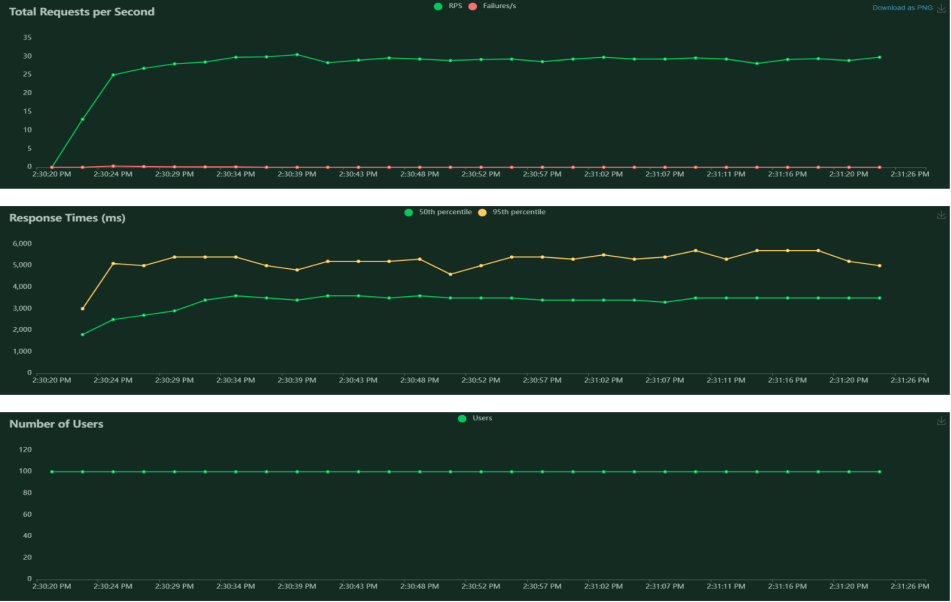 Total Requests per Second
RPS Failures/s
Download as PNG
35
30
25
20
15
10
5
0
2:30:20 PM 2:30:24 PM 2:30:29 PM 2:30:34 PM 2:30:39 PM 2:30:43 PM 2:30:48 PM 2:30:52 PM 2:30:57 PM 2:31:02 PM 2:31:07 PM 2:31:11 PM 2:31:16 PM 2:31:20 PM 2:31:26 PM
Response Times (ms)
50th percentile 95th percentile
6,000
5,000
4,000
3,000
2,000
1,000
0
2:30:20 PM 2:30:24 PM 2:30:29 PM 2:30:34 PM 2:30:39 PM 2:30:43 PM 2:30:48 PM 2:30:52 PM 2:30:57 PM 2:31:02 PM 2:31:07 PM 2:31:11 PM 2:31:16 PM 2:31:20 PM 2:31:26 PM
Number of Users
Users
120
100
80
60
40
20
0
2:30:20 PM 2:30:24 PM 2:30:29 PM 2:30:34 PM 2:30:39 PM 2:30:43 PM 2:30:48 PM 2:30:52 PM 2:30:57 PM 2:31:02 PM 2:31:07 PM 2:31:11 PM 2:31:16 PM 2:31:20 PM 2:31:26 PM